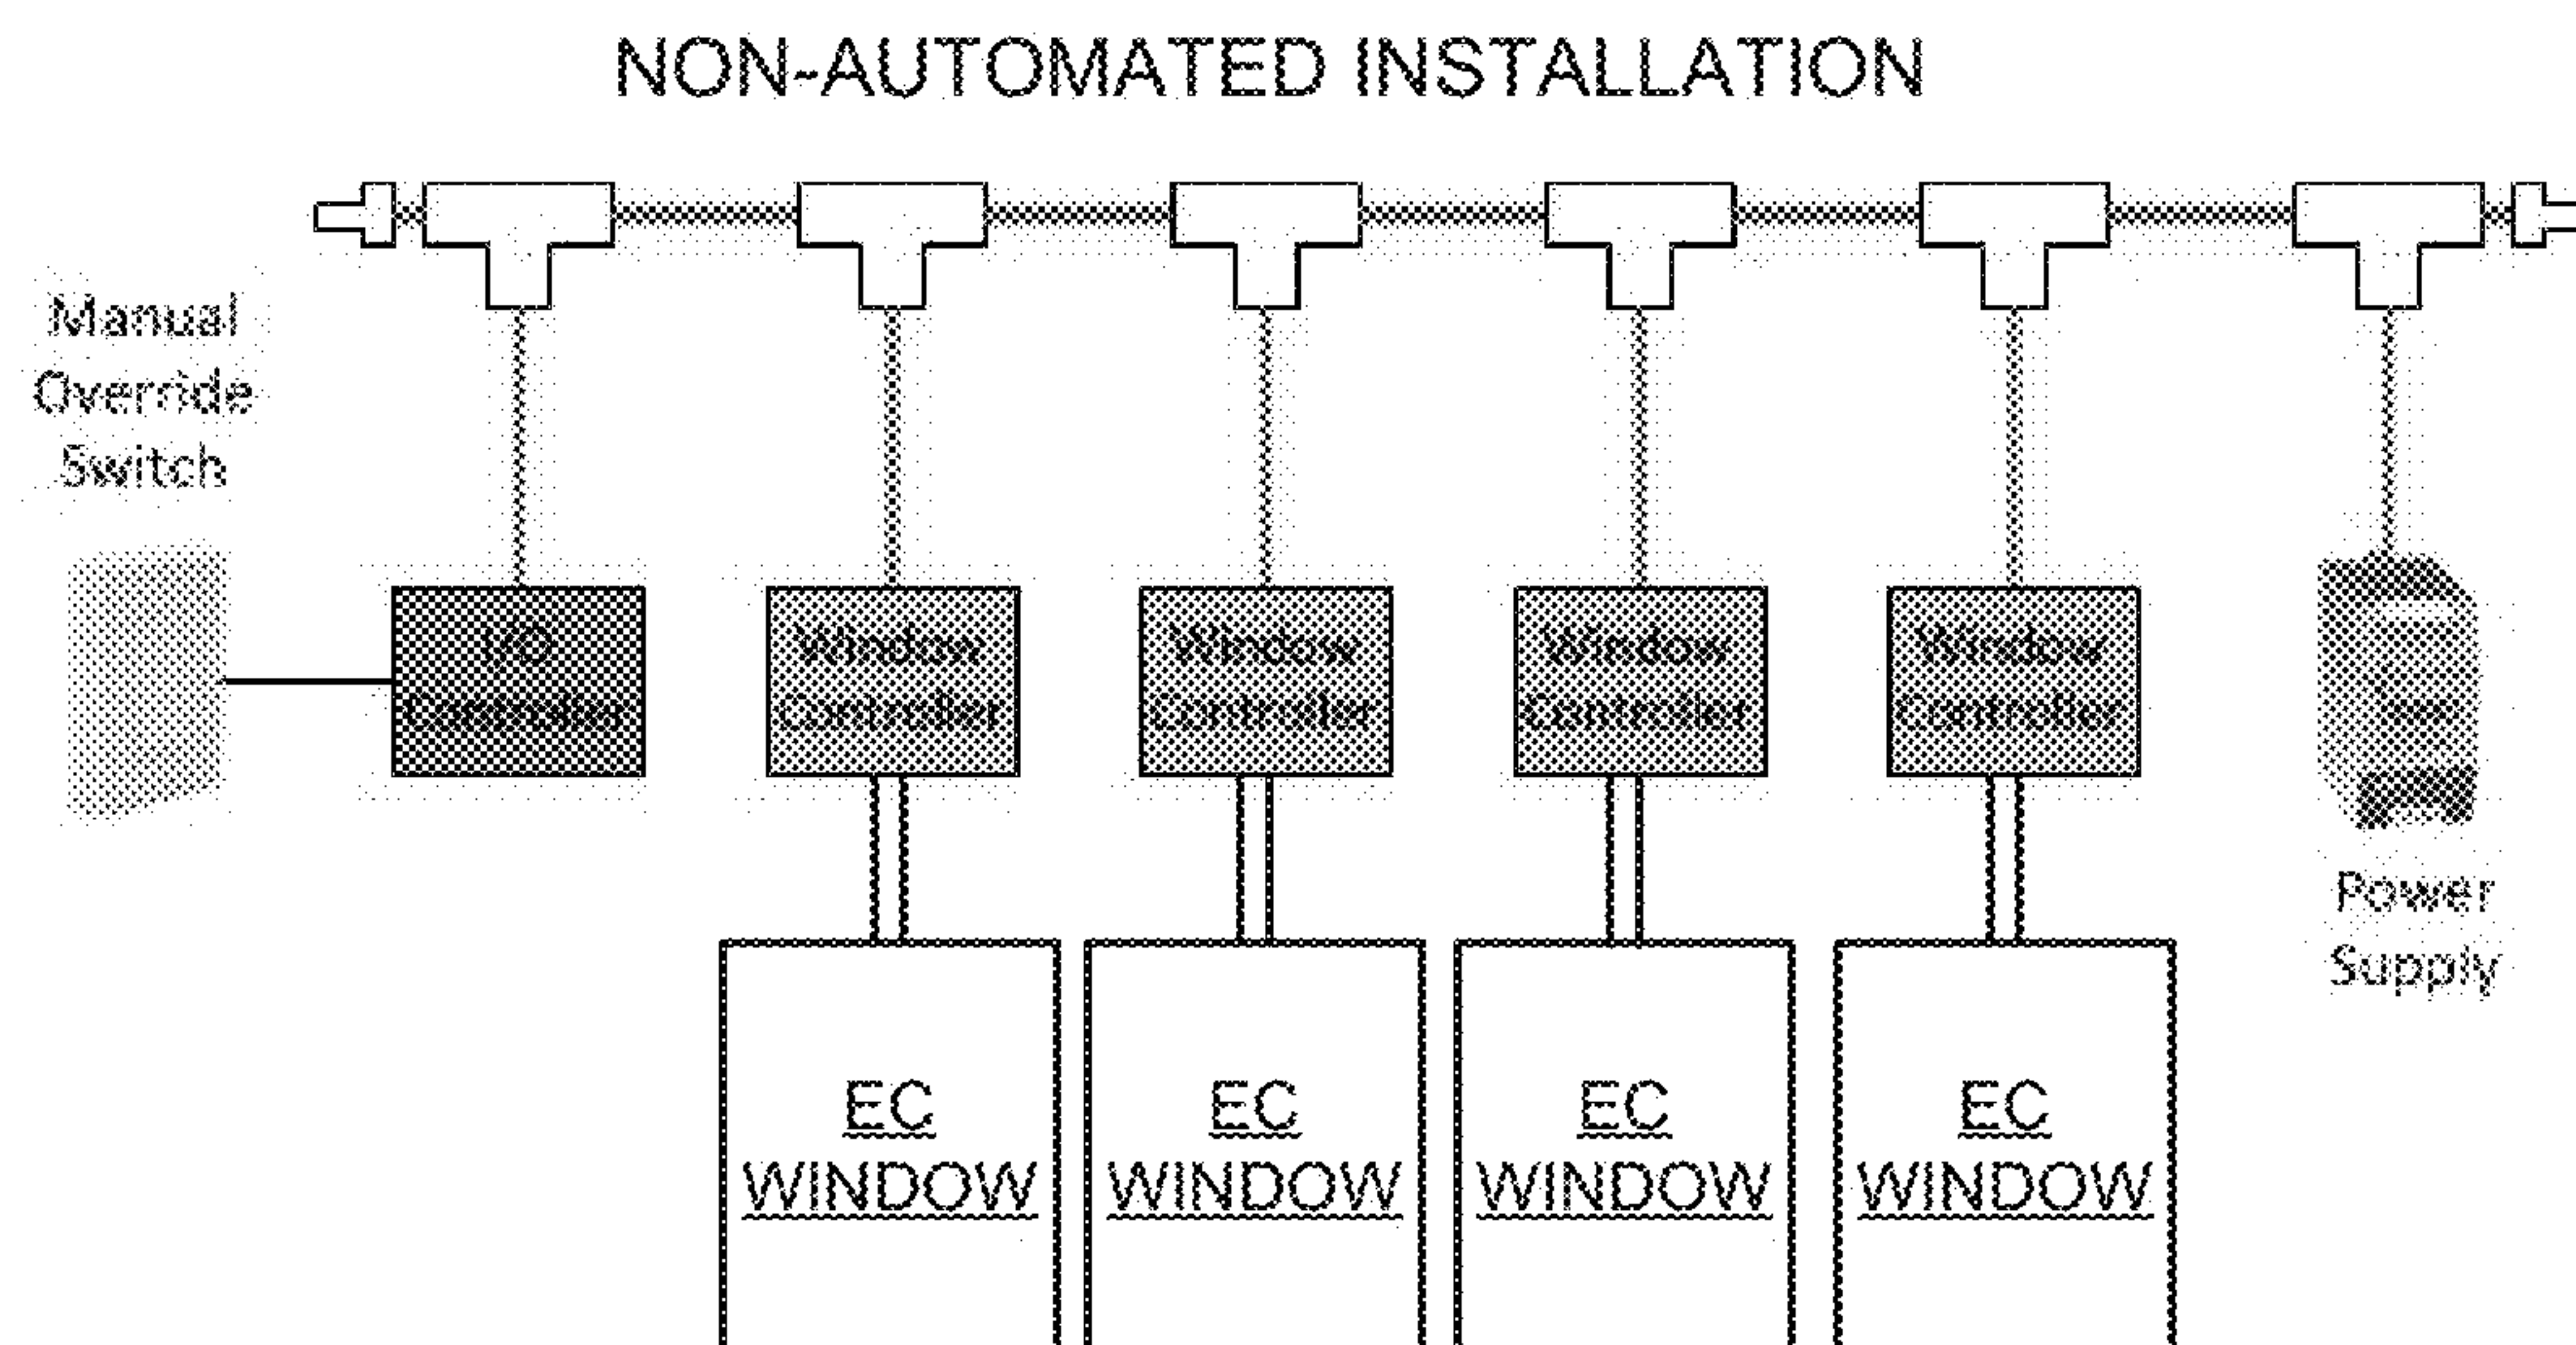 NON-AUTOMATED INSTALLATION
Manual
Override
Switch
I/O
Controller
Window
Controller
Window
Controller
Window
Controller
Window
Controller
Power
Supply
EC
WINDOW
EC
WINDOW
EC
WINDOW
EC
WINDOW